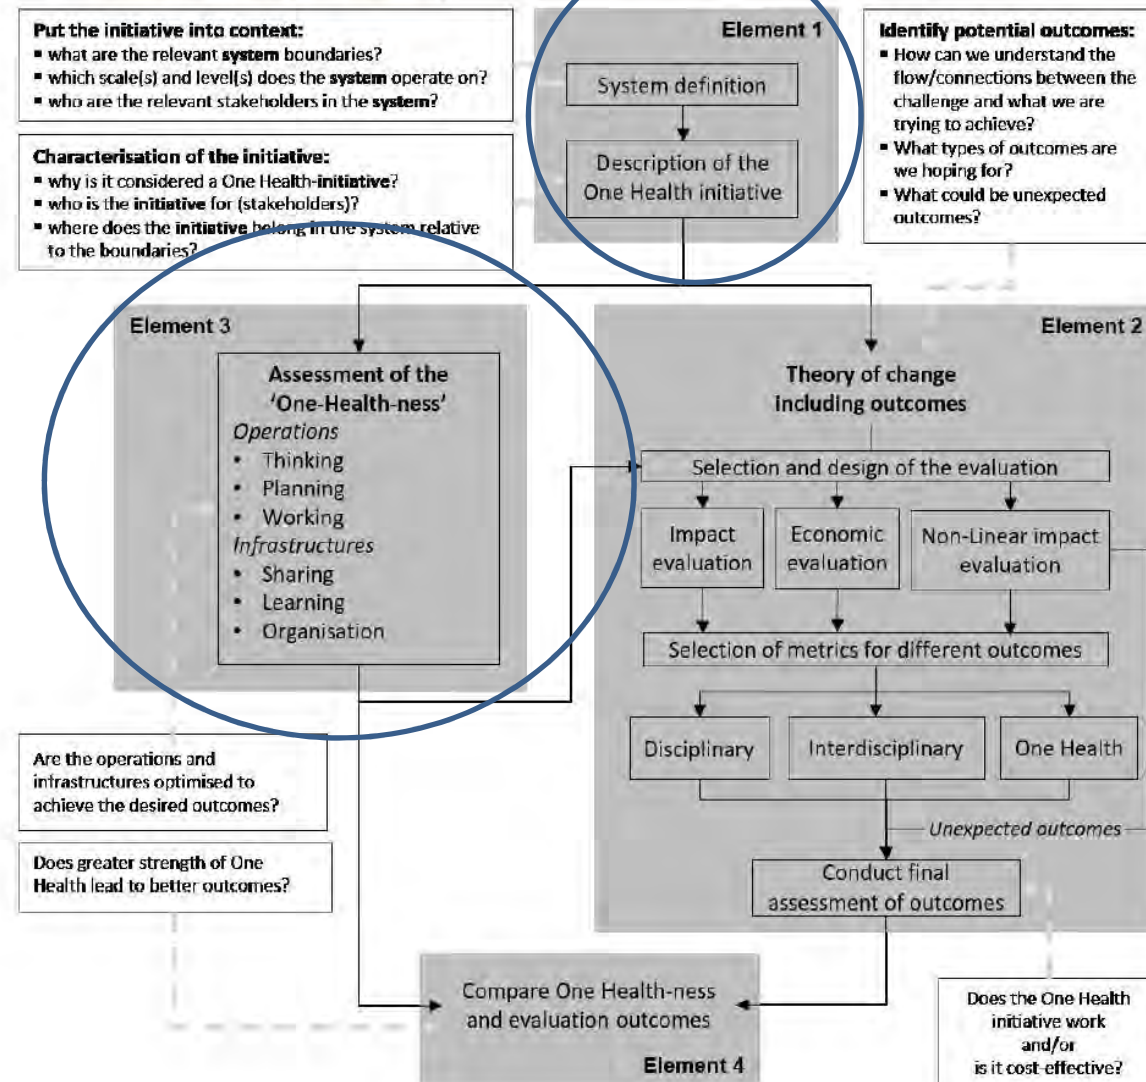 Put the initiative into context:
▪ what are the relevant system boundaries?
▪ which scale(s) and level(s) does the system operate on?
▪ who are the relevant stakeholders in the system?
Characterisation of the initiative:
▪ why is it considered a One Health-initiative?
▪ who is the initiative for (stakeholders)?
▪ where does the initiative belong in the system relative
to the boundaries?
Element 1
System definition
Description of the
One Health initiative
Identify potential outcomes:
▪ How can we understand the
flow/connections between the
challenge and what we are
trying to achieve?
▪ What types of outcomes are
we hoping for?
▪ What could be unexpected
outcomes?
Element 3
Assessment of the
'One-Health-ness'
Operations
• Thinking
• Planning
• Working
Infrastructures
• Sharing
• Learning
• Organisation
Element 2
Theory of change
including outcomes
Selection and design of the evaluation
Impact
evaluation
Economic
evaluation
Non-Linear impact
evaluation
Selection of metrics for different outcomes
Disciplinary
Interdisciplinary
One Health
Unexpected outcomes
Conduct final
assessment of outcomes
Are the operations and
infrastructures optimised to
achieve the desired outcomes?
Does greater strength of One
Health lead to better outcomes?
Compare One Health-ness
and evaluation outcomes
Element 4
Does the One Health
initiative work
and/or
is it cost-effective?